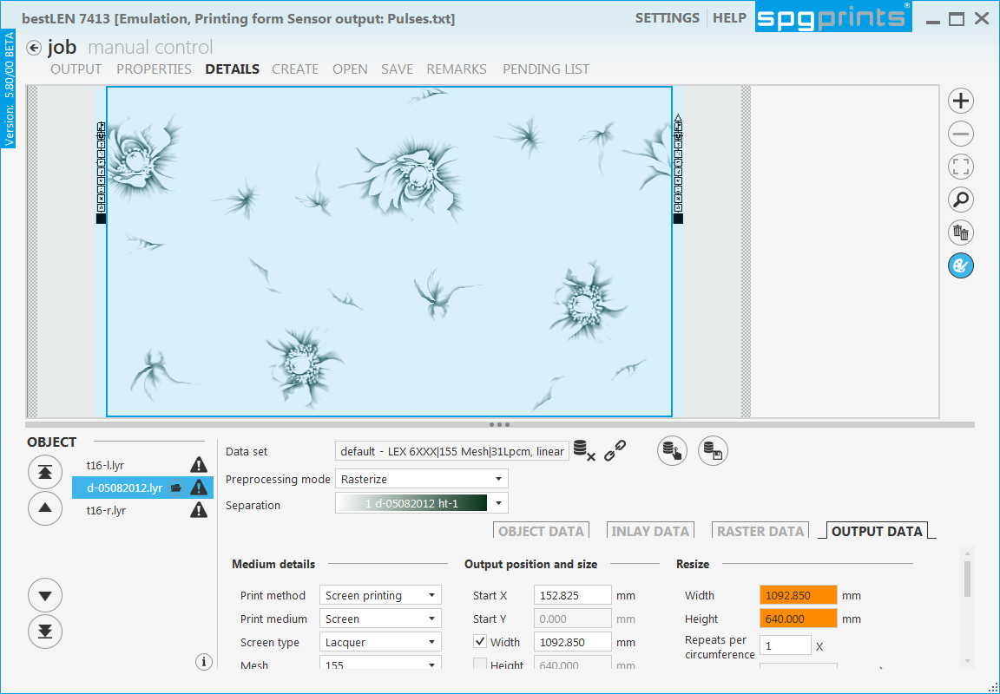 bestLEN 7413 [Emulation, Printing form Sensor output: Pulses.txt]
SETTINGS HELP
spgprints®
Version: 5.80/00 BETA
job manual control
OUTPUT PROPERTIES DETAILS CREATE OPEN SAVE REMARKS PENDING LIST
OBJECT
t16-l.lyr
d-05082012.lyr
t16-r.lyr
Data set default - LEX 6XXX|155 Mesh|31Lpcm, linear
Preprocessing mode Rasterize
Separation 1 d-05082012 ht-1
OBJECT DATA INLAY DATA RASTER DATA OUTPUT DATA
Medium details
Print method Screen printing
Print medium Screen
Screen type Lacquer
Mesh 155
Output position and size
Start X 152.825 mm
Start Y 0.000 mm
Width 1092.850 mm
Height 640.000 mm
Resize
Width 1092.850 mm
Height 640.000 mm
Repeats per
circumference 1 X